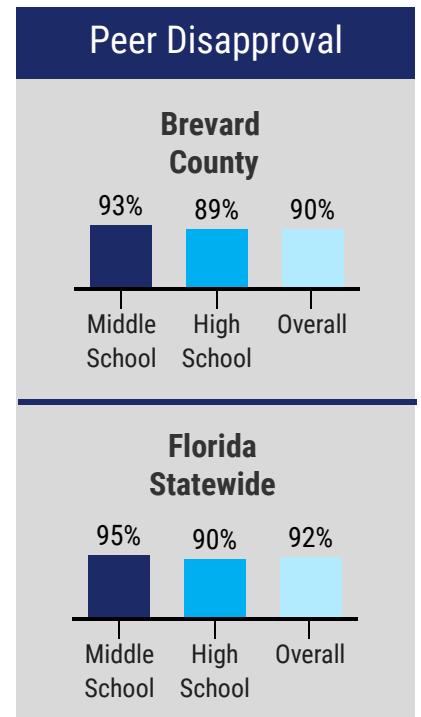 Peer Disapproval
Brevard
County
93% 89% 90%
Middle High Overall
School School
Florida
Statewide
95% 90% 92%
Middle High Overall
School School